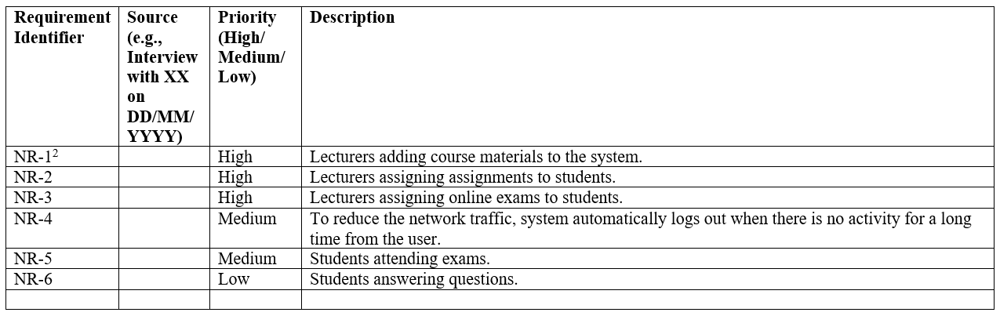 Requirement Identifier | Source (e.g., Interview with XX on DD/MM/YYYY) | Priority (High/Medium/Low) | Description
NR-1² | | High | Lecturers adding course materials to the system.
NR-2 | | High | Lecturers assigning assignments to students.
NR-3 | | High | Lecturers assigning online exams to students.
NR-4 | | Medium | To reduce the network traffic, system automatically logs out when there is no activity for a long time from the user.
NR-5 | | Medium | Students attending exams.
NR-6 | | Low | Students answering questions.